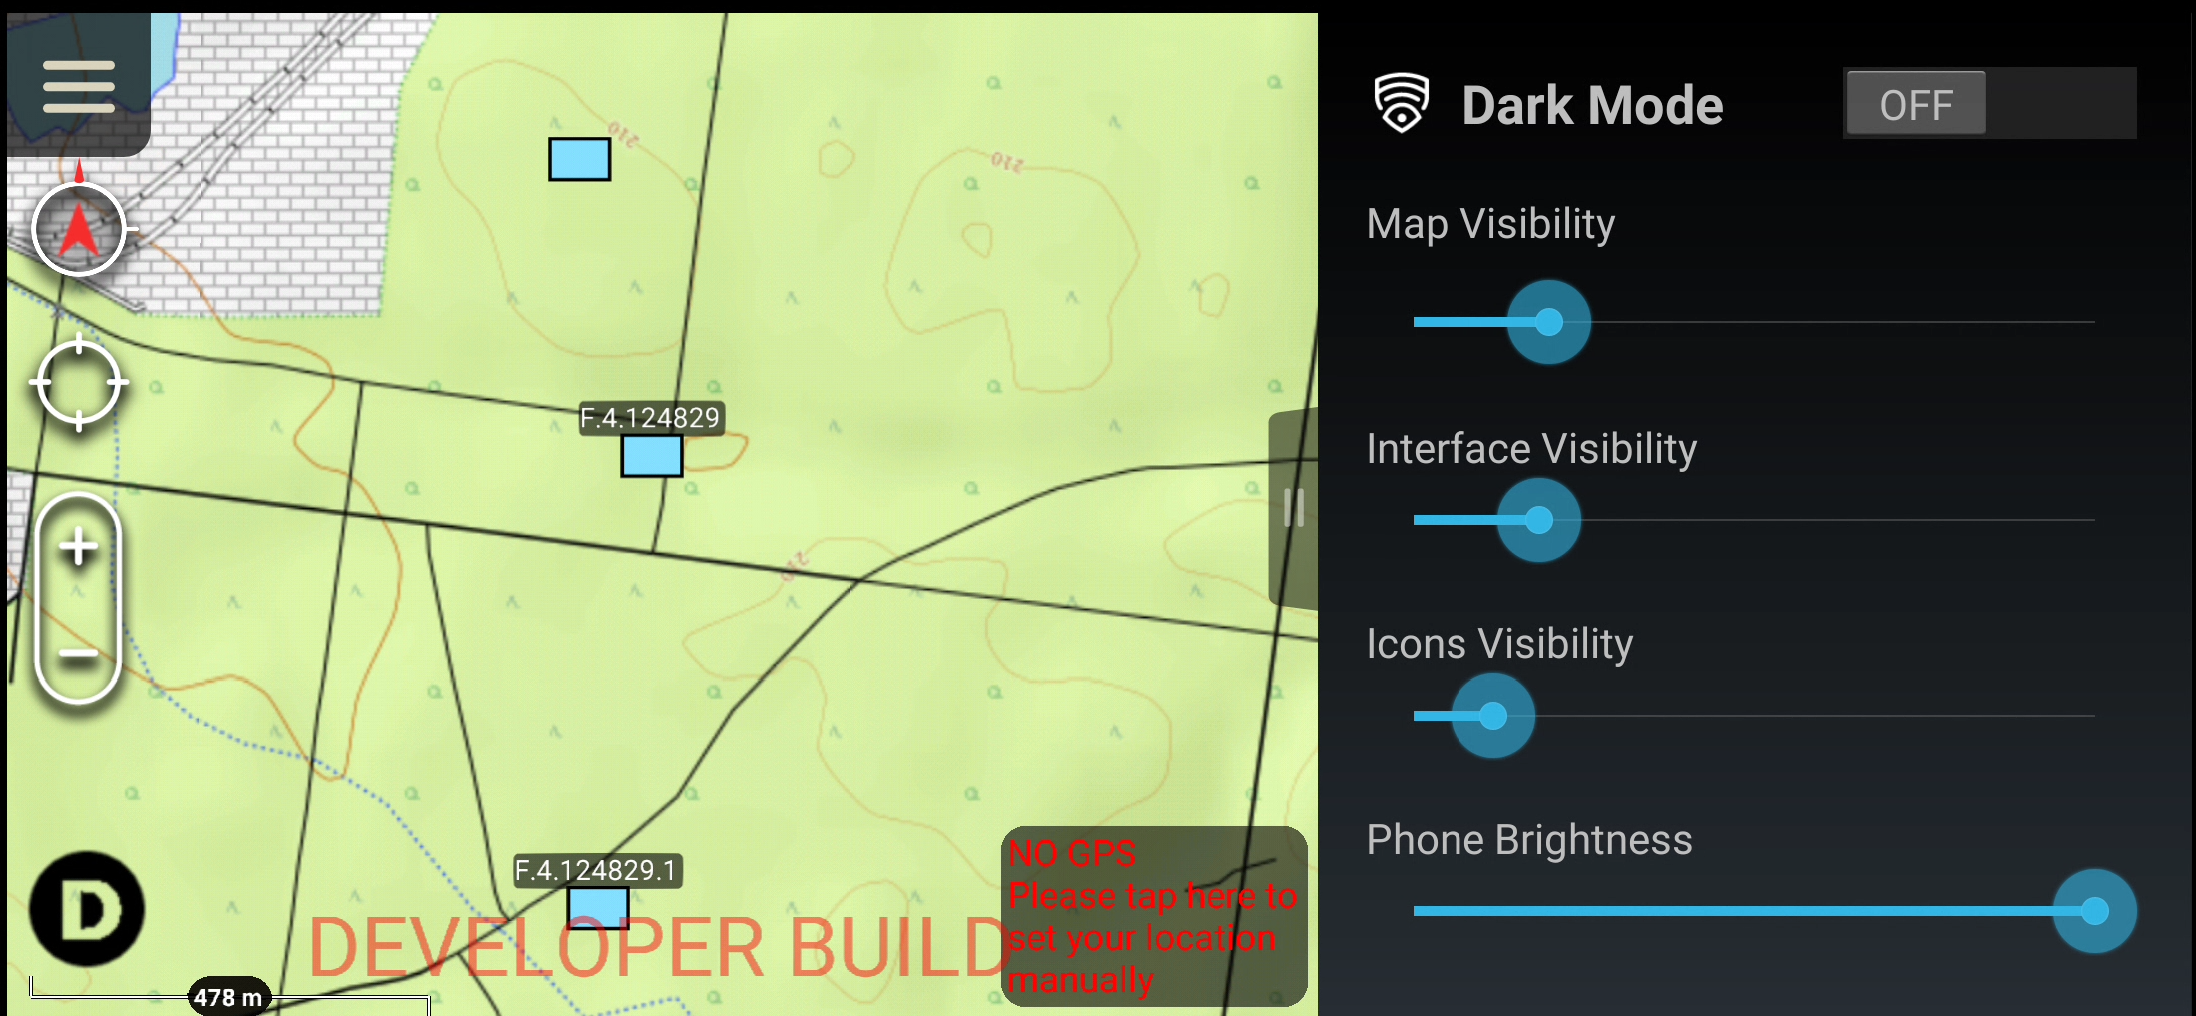 Dark Mode
OFF
Map Visibility
Interface Visibility
Icons Visibility
Phone Brightness
210
210
F.4.124829
210
F.4.124829.1
DEVELOPER BUILD
NO GPS
Please tap here to
set your location
manually
D
478 m